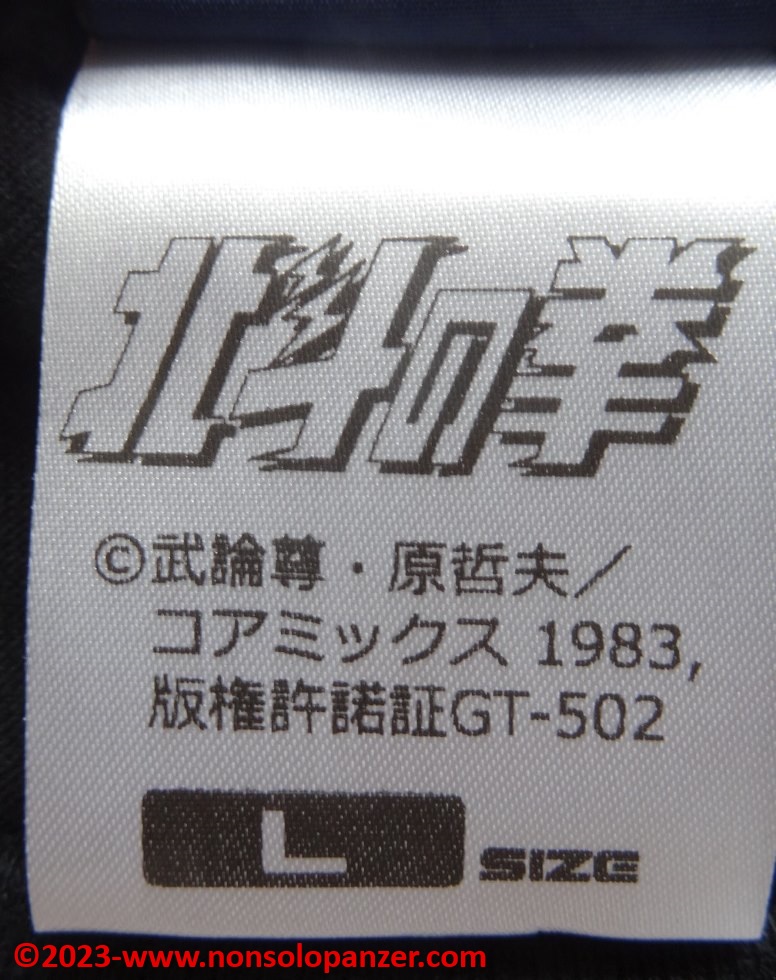 北斗の拳
©武論尊・原哲夫／
コアミックス 1983,
版権許諾証GT-502
L SIZE
©2023-www.nonsolopanzer.com